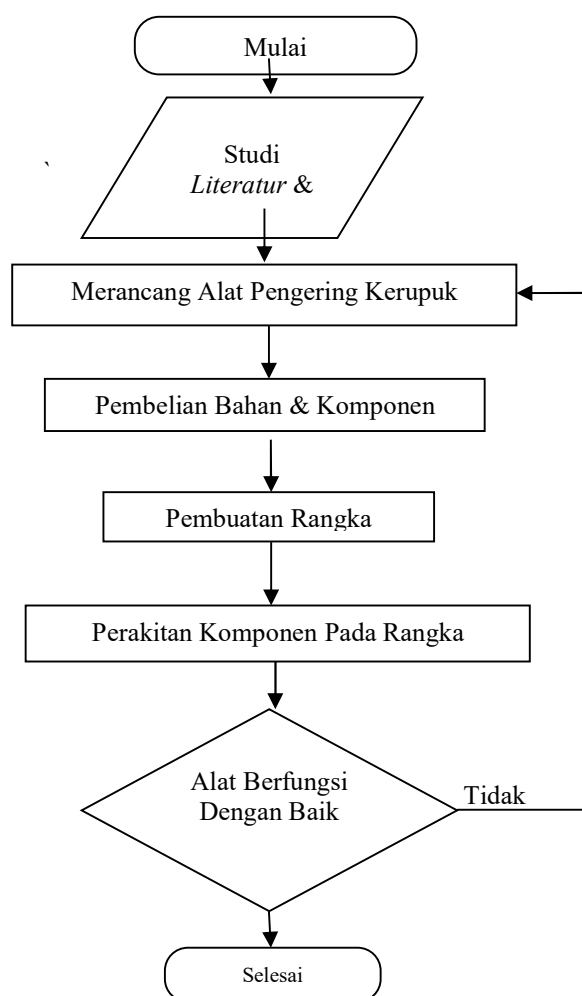 Mulai
Studi
Literatur &
Merancang Alat Pengering Kerupuk
Pembelian Bahan & Komponen
Pembuatan Rangka
Perakitan Komponen Pada Rangka
Alat Berfungsi
Dengan Baik
Tidak
Selesai